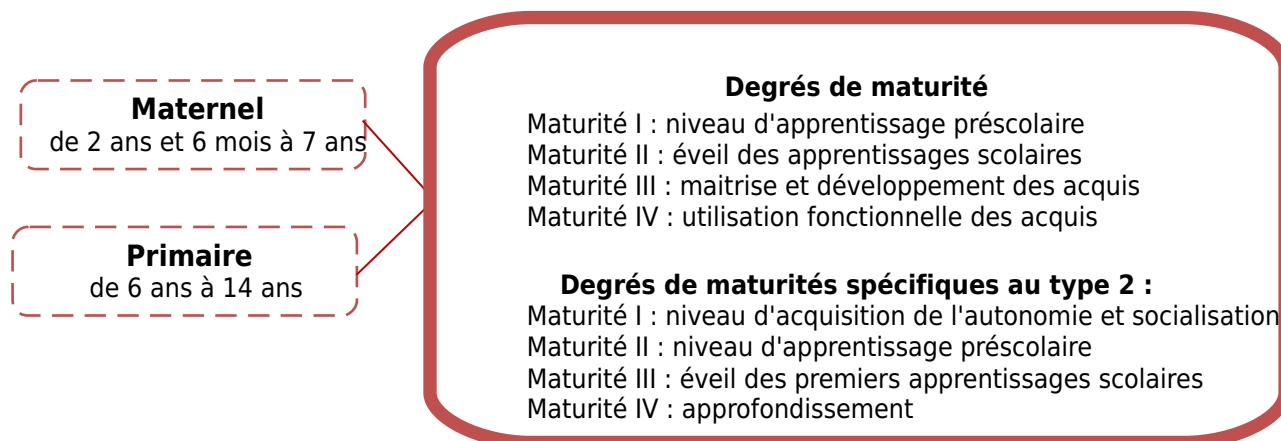 Maternel
de 2 ans et 6 mois à 7 ans
Primaire
de 6 ans à 14 ans
Degrés de maturité
Maturité I : niveau d'apprentissage préscolaire
Maturité II : éveil des apprentissages scolaires
Maturité III : maitrise et développement des acquis
Maturité IV : utilisation fonctionnelle des acquis
Degrés de maturités spécifiques au type 2 :
Maturité I : niveau d'acquisition de l'autonomie et socialisation
Maturité II : niveau d'apprentissage préscolaire
Maturité III : éveil des premiers apprentissages scolaires
Maturité IV : approfondissement